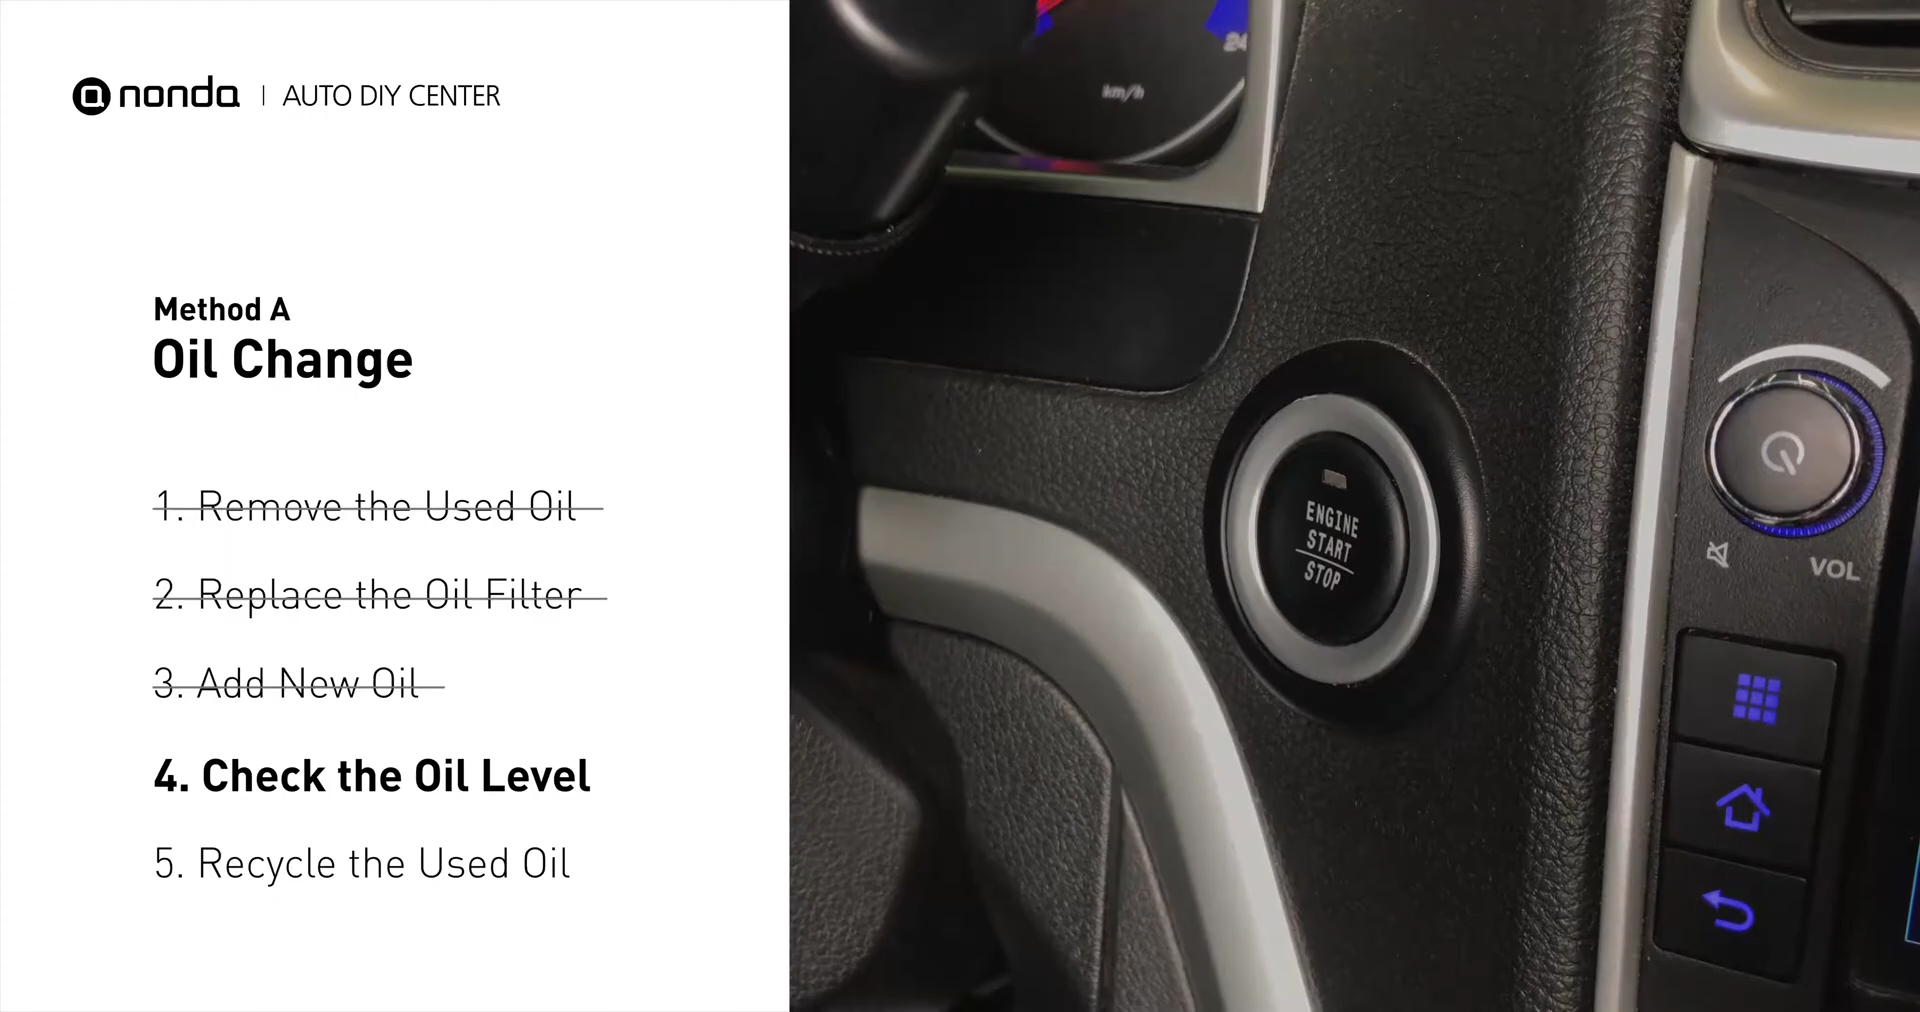 nonda | AUTO DIY CENTER
Method A
Oil Change
1. Remove the Used Oil
2. Replace the Oil Filter
3. Add New Oil
4. Check the Oil Level
5. Recycle the Used Oil
km/h
ENGINE
START
STOP
VOL